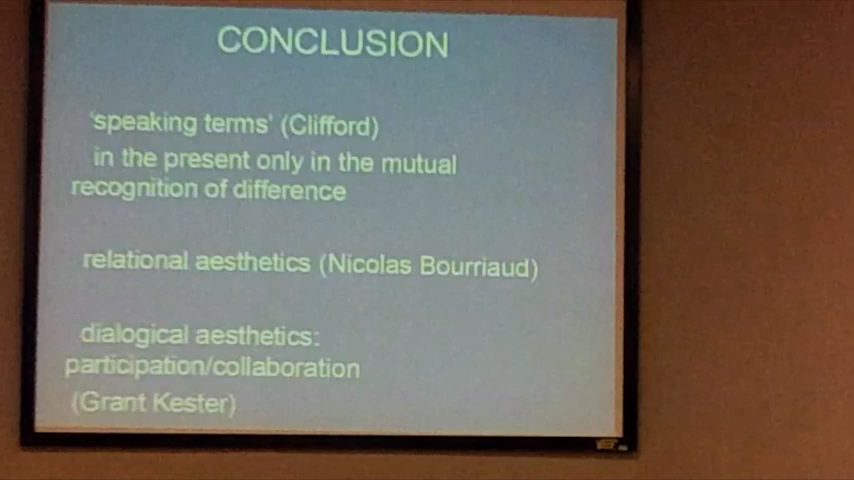 CONCLUSION
'speaking terms' (Clifford)
in the present only in the mutual
recognition of difference
relational aesthetics (Nicolas Bourriaud)
dialogical aesthetics:
participation/collaboration
(Grant Kester)